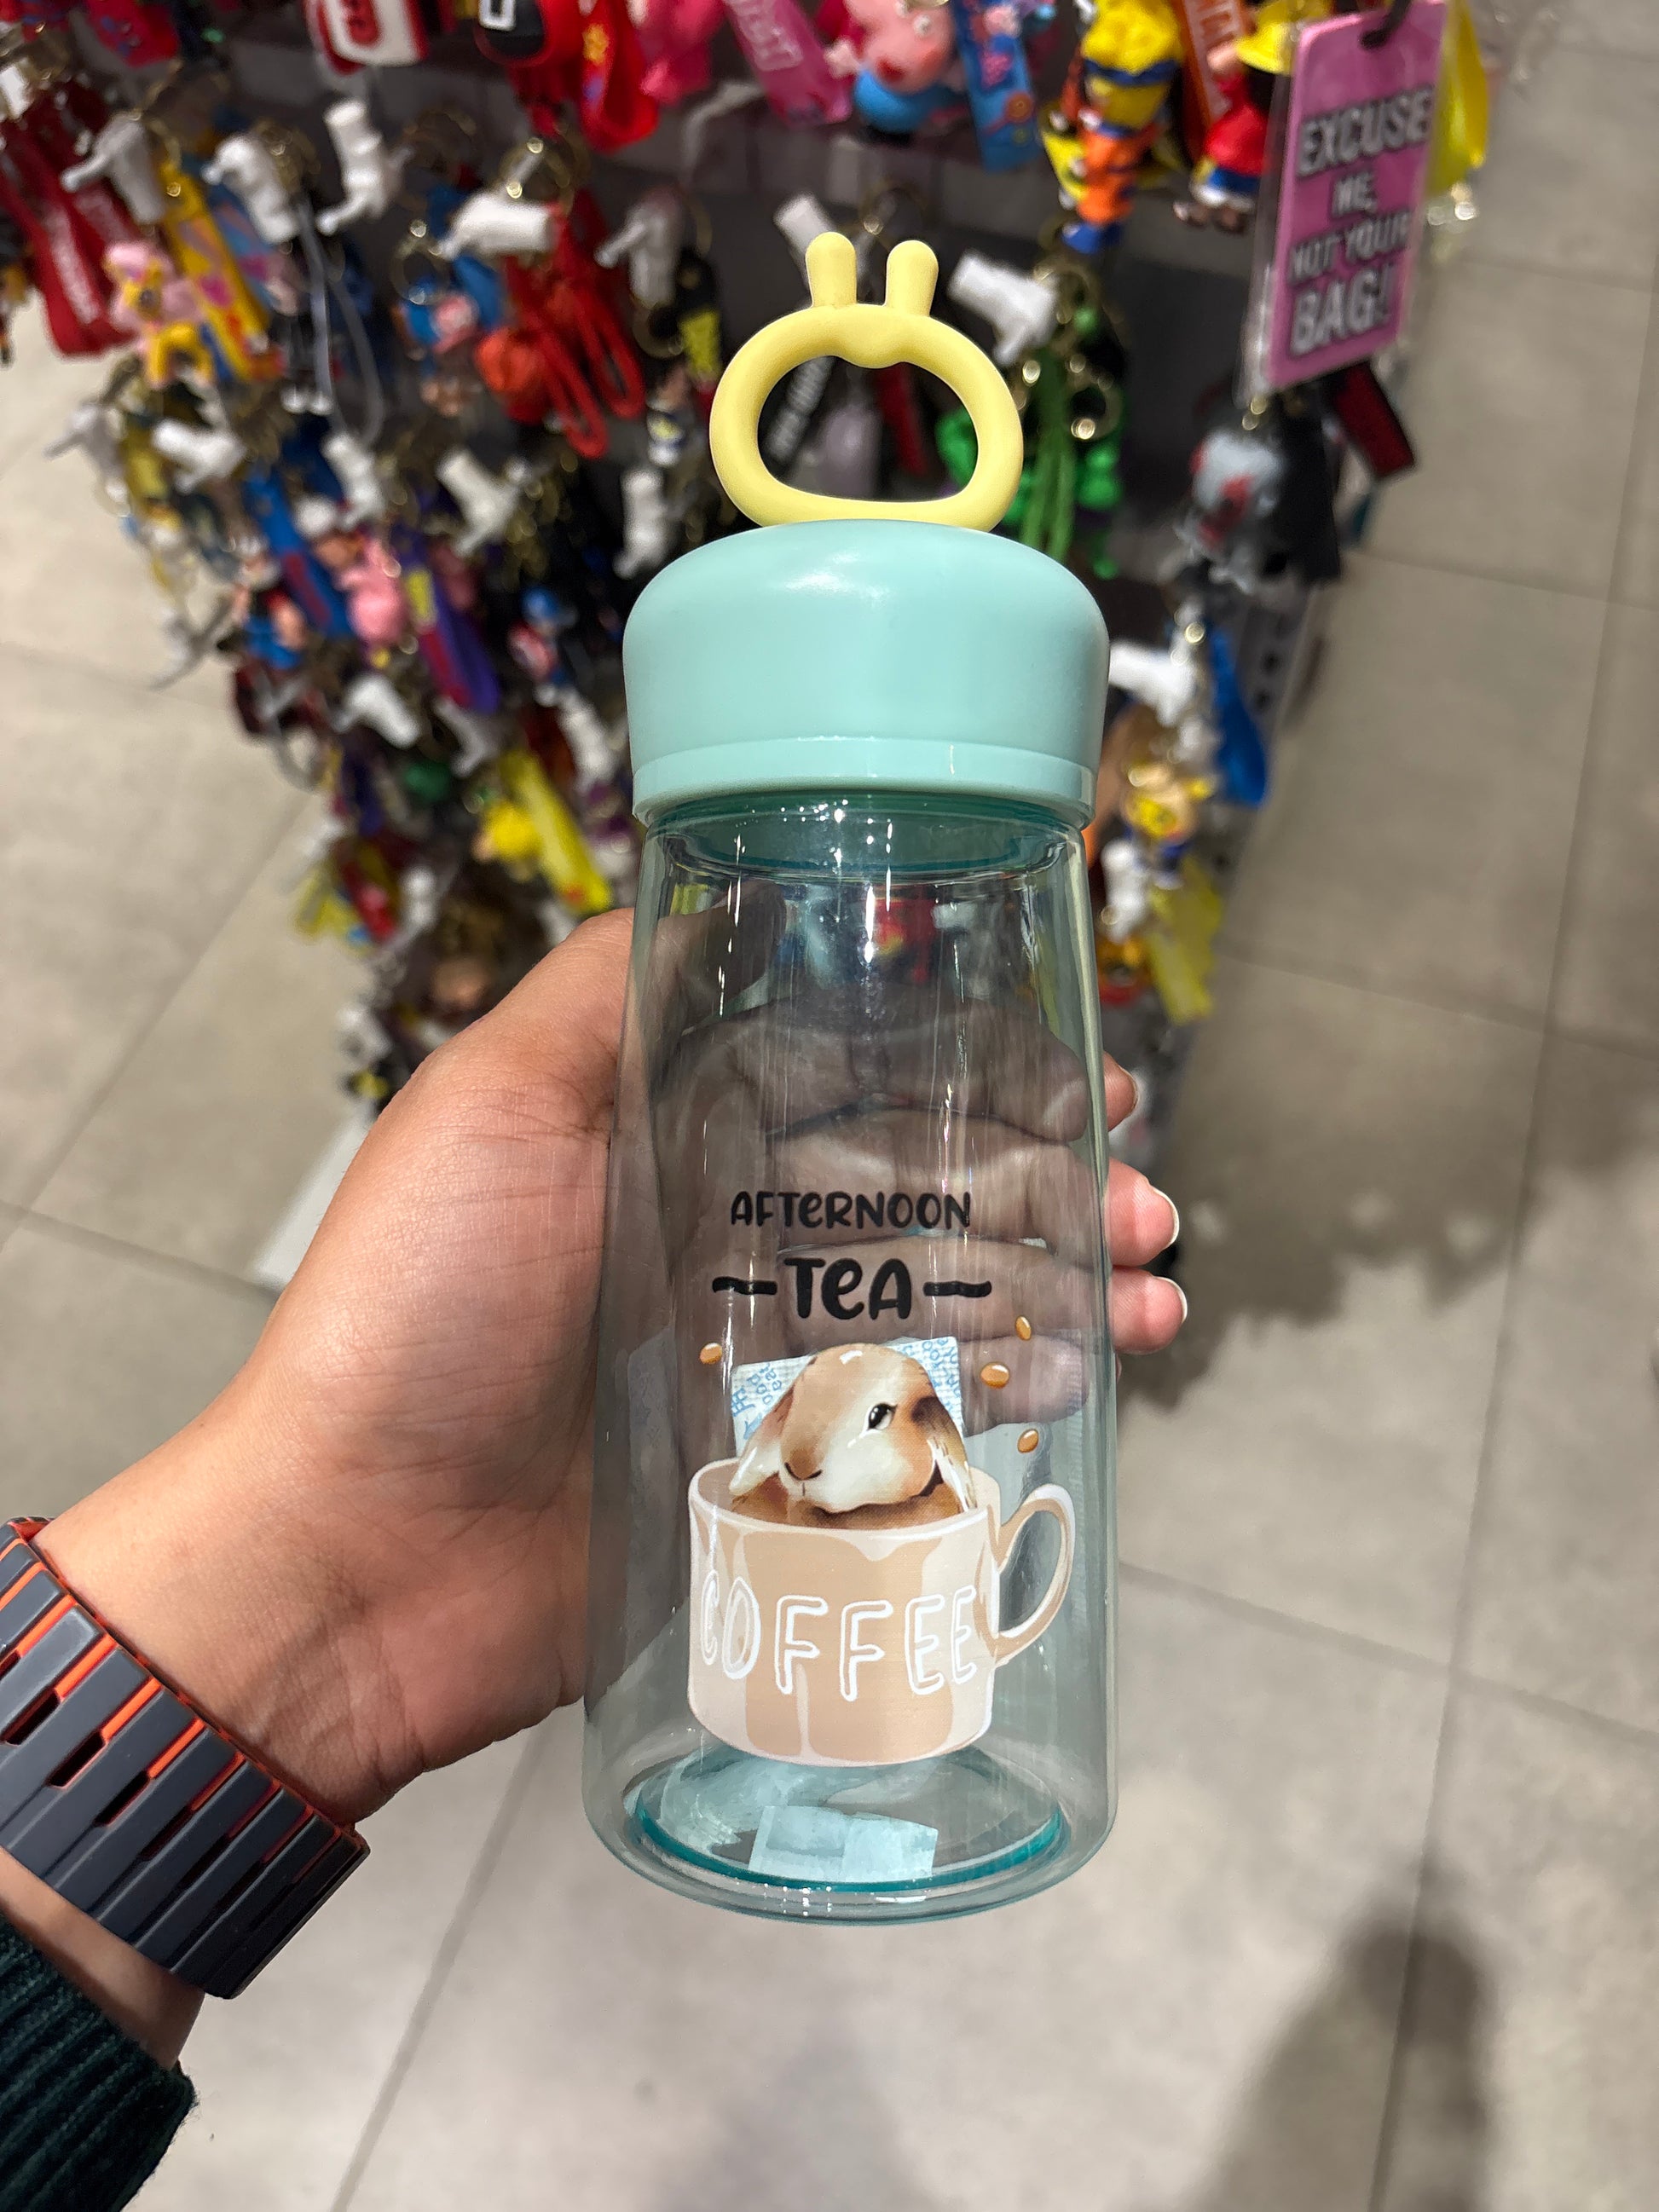 EXCUSE
ME,
NOT YOUR
BAG!
AFTERNOON
TEA
COFFEE